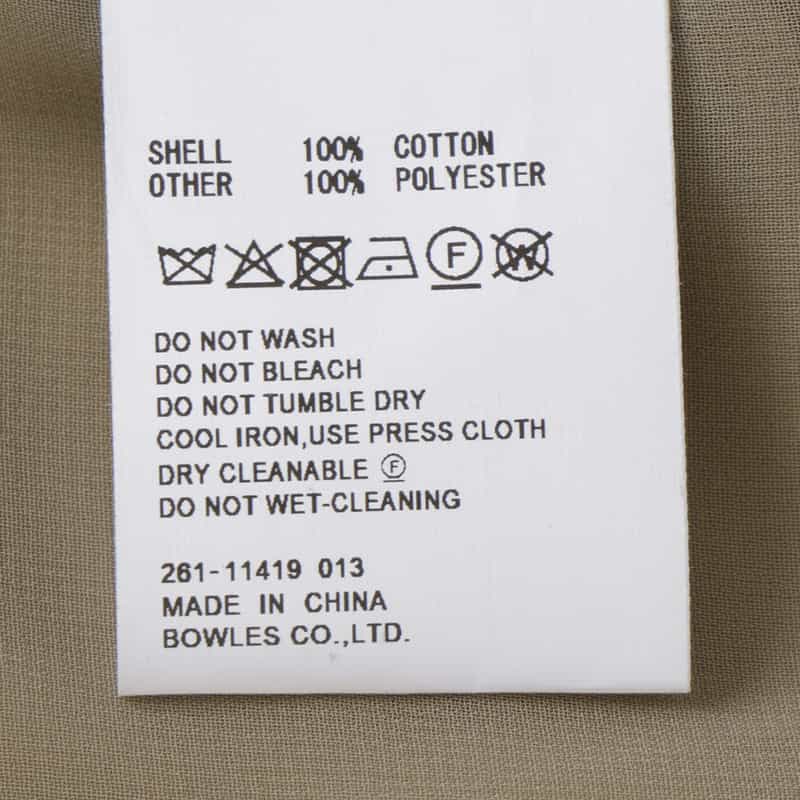 SHELL 100% COTTON
OTHER 100% POLYESTER
F W
DO NOT WASH
DO NOT BLEACH
DO NOT TUMBLE DRY
COOL IRON,USE PRESS CLOTH
DRY CLEANABLE Ⓕ
DO NOT WET-CLEANING
261-11419 013
MADE IN CHINA
BOWLES CO.,LTD.